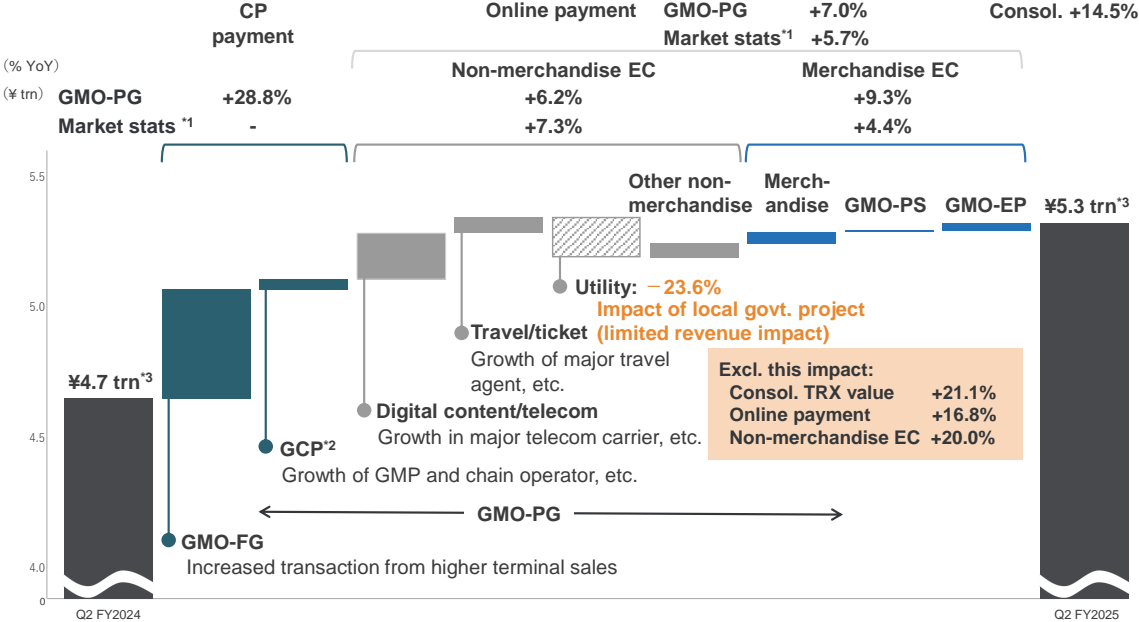 CP
payment
Online payment
GMO-PG +7.0%
Market stats*1 +5.7%
Consol. +14.5%
(% YoY)
(¥ trn)
Non-merchandise EC
Merchandise EC
GMO-PG +28.8% +6.2% +9.3%
Market stats *1 - +7.3% +4.4%
5.5
5.0
4.5
4.0
0
Other non-
merchandise
Merch-
andise
GMO-PS
GMO-EP
¥5.3 trn*3
Utility: －23.6%
Impact of local govt. project
(limited revenue impact)
Travel/ticket
Growth of major travel
agent, etc.
Excl. this impact:
Consol. TRX value +21.1%
Online payment +16.8%
Non-merchandise EC +20.0%
¥4.7 trn*3
Digital content/telecom
Growth in major telecom carrier, etc.
GCP*2
Growth of GMP and chain operator, etc.
GMO-PG
GMO-FG
Increased transaction from higher terminal sales
Q2 FY2024
Q2 FY2025